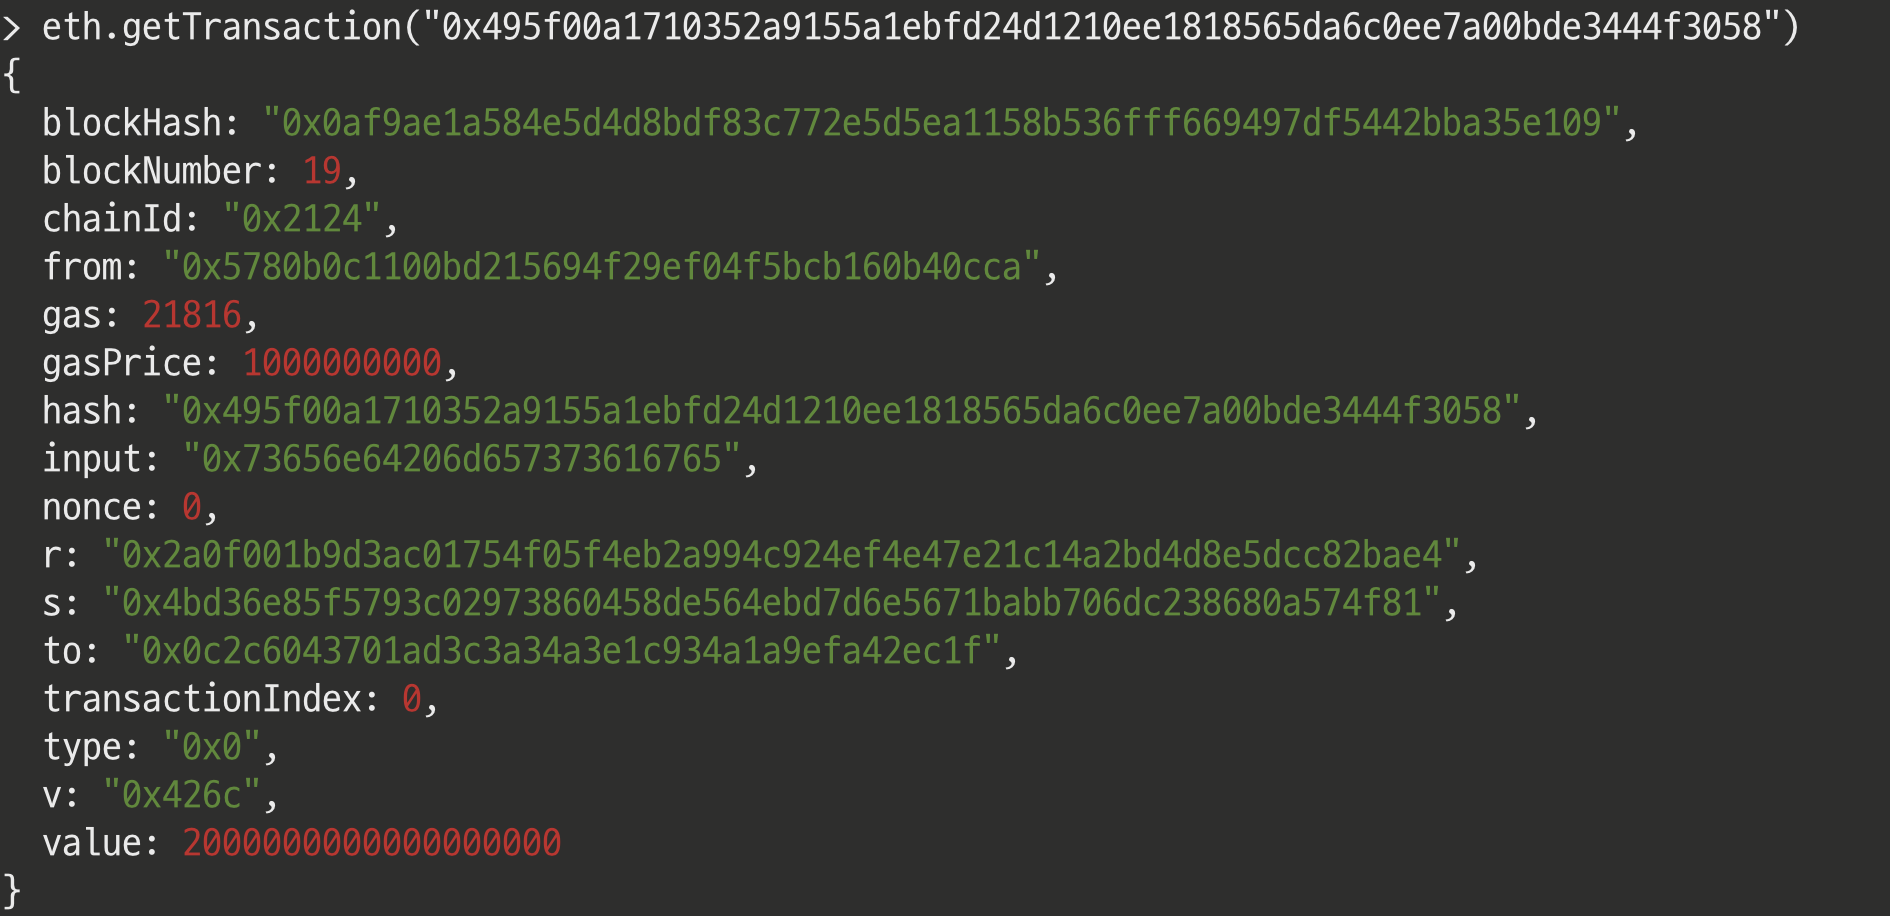 > eth.getTransaction("0x495f00a1710352a9155a1ebfd24d1210ee1818565da6c0ee7a00bde3444f3058")
{
  blockHash: "0x0af9ae1a584e5d4d8bdf83c772e5d5ea1158b536fff669497df5442bba35e109",
  blockNumber: 19,
  chainId: "0x2124",
  from: "0x5780b0c1100bd215694f29ef04f5bcb160b40cca",
  gas: 21816,
  gasPrice: 1000000000,
  hash: "0x495f00a1710352a9155a1ebfd24d1210ee1818565da6c0ee7a00bde3444f3058",
  input: "0x73656e64206d657373616765",
  nonce: 0,
  r: "0x2a0f001b9d3ac01754f05f4eb2a994c924ef4e47e21c14a2bd4d8e5dcc82bae4",
  s: "0x4bd36e85f5793c02973860458de564ebd7d6e5671babb706dc238680a574f81",
  to: "0x0c2c6043701ad3c3a34a3e1c934a1a9efa42ec1f",
  transactionIndex: 0,
  type: "0x0",
  v: "0x426c",
  value: 2000000000000000000
}